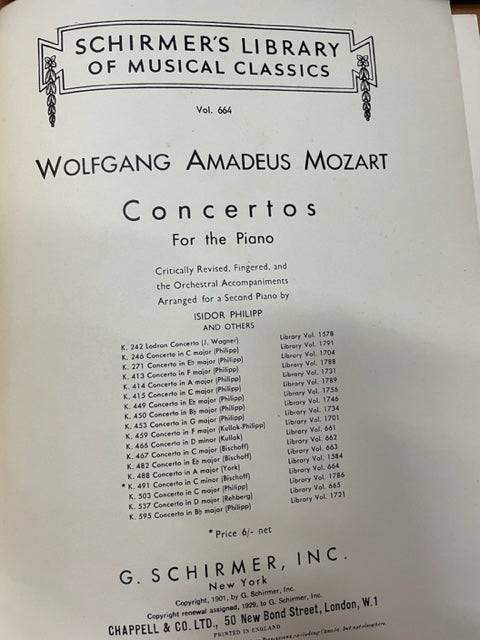 SCHIRMER'S LIBRARY
OF MUSICAL CLASSICS
Vol. 664
WOLFGANG AMADEUS MOZART
Concertos
For the Piano
Critically Revised, Fingered, and
the Orchestral Accompaniments
Arranged for a Second Piano by
ISIDOR PHILIPP
AND OTHERS
K. 242 Lodron Concerto (J. Wagner) Library Vol. 1578
K. 246 Concerto in C major (Philipp) Library Vol. 1791
K. 271 Concerto in E♭ major (Philipp) Library Vol. 1704
K. 413 Concerto in F major (Philipp) Library Vol. 1788
K. 414 Concerto in A major (Philipp) Library Vol. 1731
K. 415 Concerto in C major (Philipp) Library Vol. 1789
K. 449 Concerto in E♭ major (Philipp) Library Vol. 1756
K. 450 Concerto in B♭ major (Philipp) Library Vol. 1746
K. 453 Concerto in G major (Philipp) Library Vol. 1734
K. 459 Concerto in F major (Kullak-Philipp) Library Vol. 1701
K. 466 Concerto in D minor (Kullak) Library Vol. 661
K. 467 Concerto in C major (Bischoff) Library Vol. 662
K. 482 Concerto in E♭ major (Bischoff) Library Vol. 663
K. 488 Concerto in A major (York) Library Vol. 1584
* K. 491 Concerto in C minor (Bischoff) Library Vol. 664
K. 503 Concerto in C major (Philipp) Library Vol. 1786
K. 537 Concerto in D major (Rehberg) Library Vol. 665
K. 595 Concerto in B♭ major (Philipp) Library Vol. 1721
* Price 6/- net
G. SCHIRMER, INC.
New York
Copyright, 1901, by G. Schirmer, Inc.
Copyright renewal assigned, 1929, to G. Schirmer, Inc.
CHAPPELL & CO. LTD., 50 New Bond Street, London, W.1
PRINTED IN ENGLAND
including Canada, but not elsewhere.